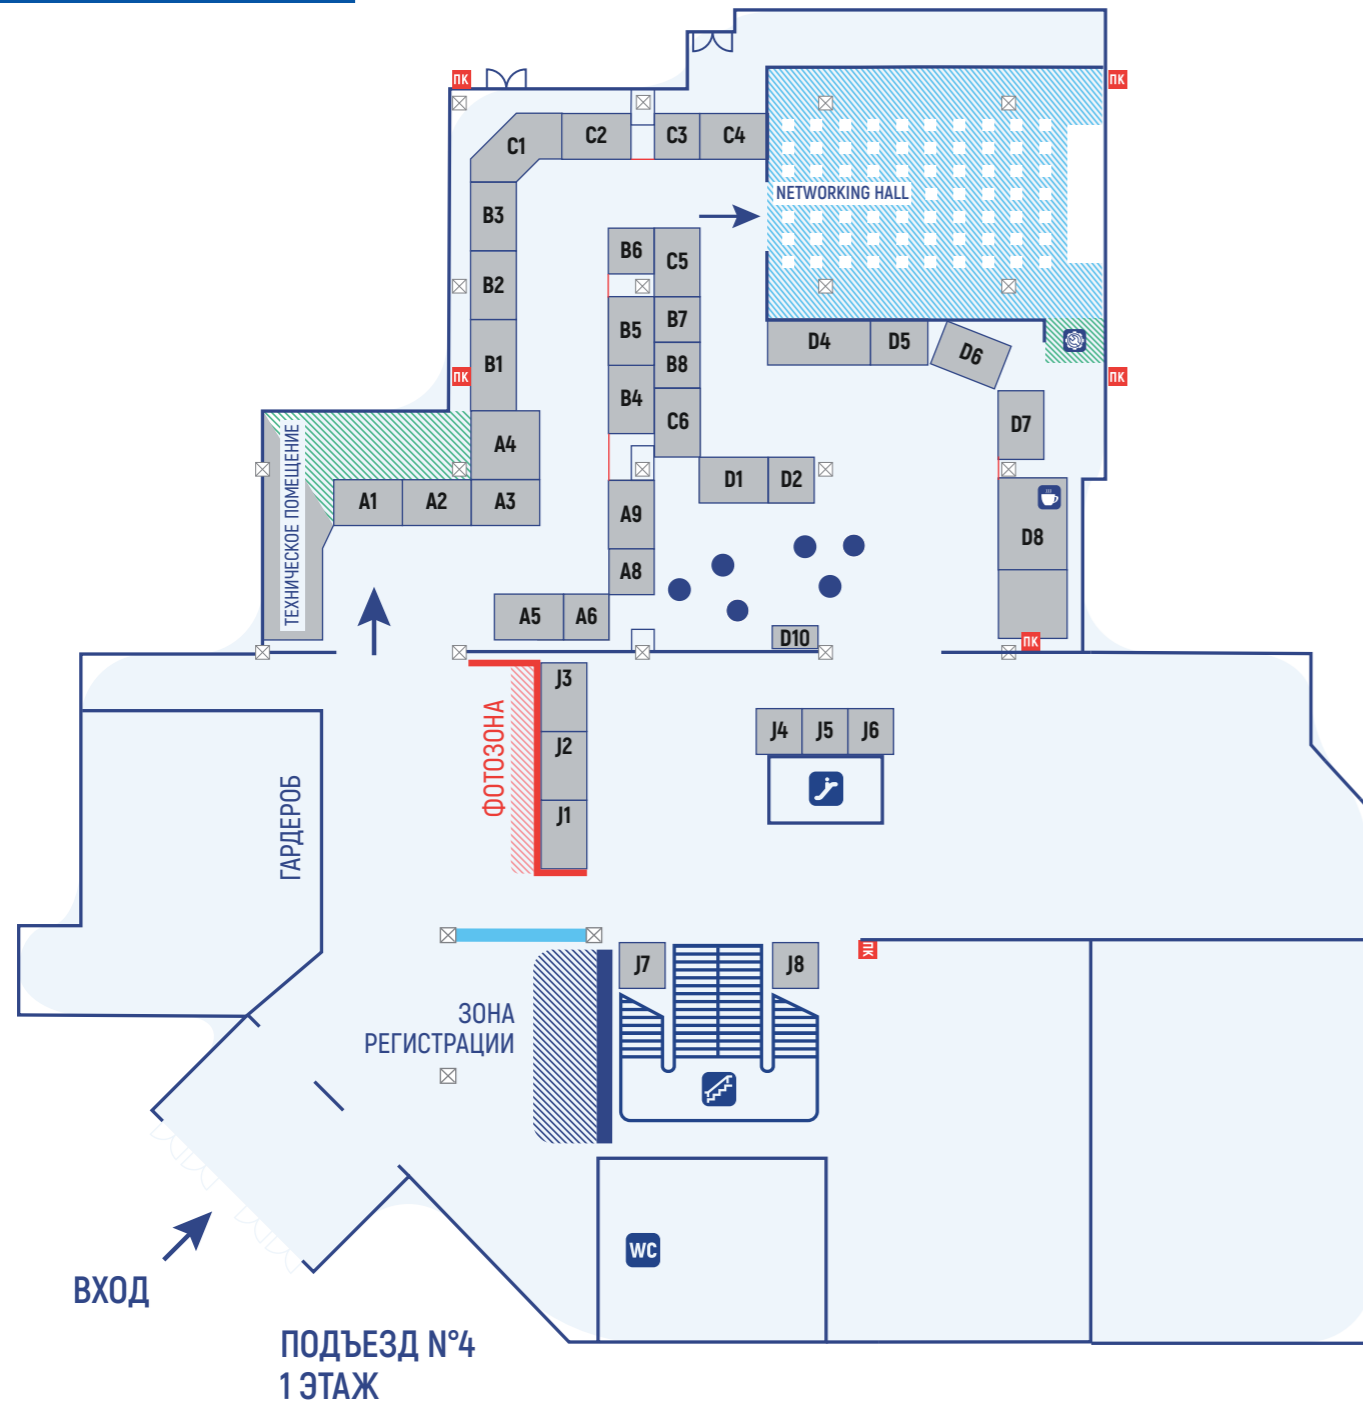 ПК
ПК
C1
C2
C3
C4
NETWORKING HALL
B3
B6
C5
B2
B5
B7
D4
D5
D6
B1
B8
ПК
ПК
B4
C6
D7
A4
ТЕХНИЧЕСКОЕ ПОМЕЩЕНИЕ
A1
A2
A3
D1
D2
A9
D8
A8
A5
A6
D10
ПК
J3
ФОТОЗОНА
J2
J1
J4
J5
J6
ГАРДЕРОБ
ПК
J7
J8
ЗОНА
РЕГИСТРАЦИИ
WC
ВХОД
ПОДЪЕЗД N°4
1 ЭТАЖ